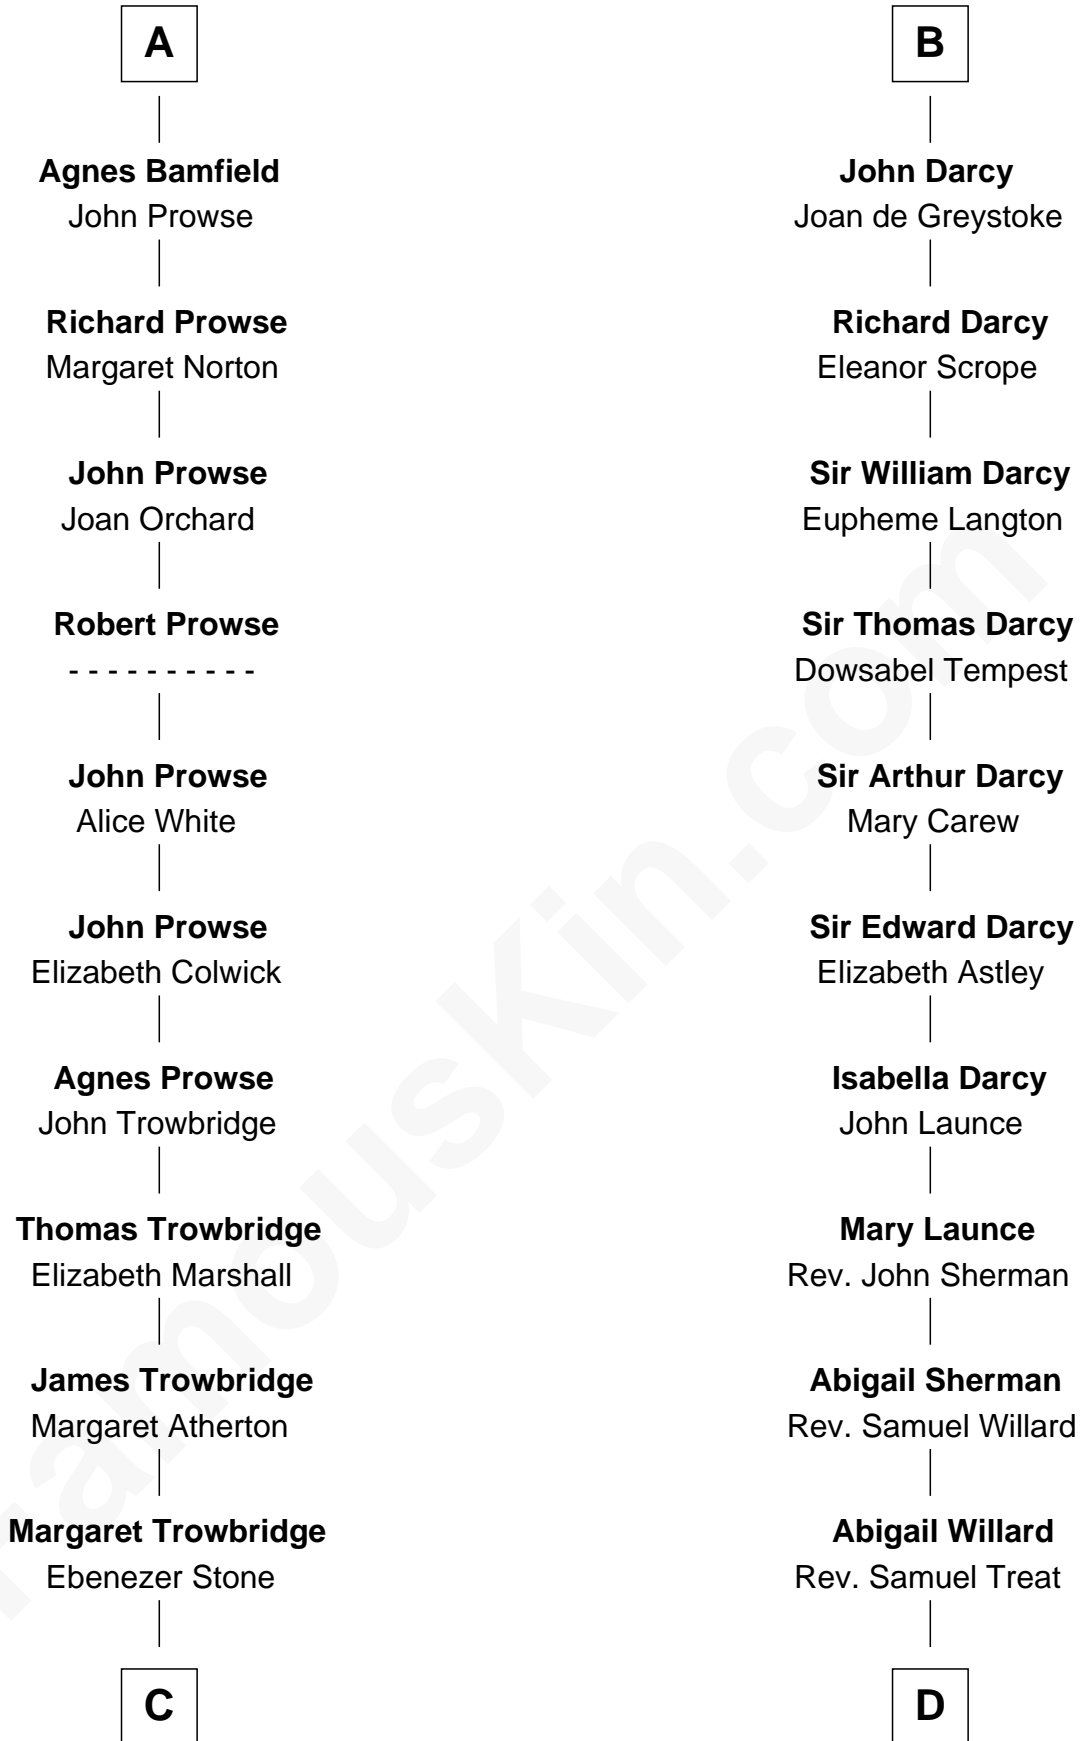 A
Agnes Bamfield
John Prowse
Richard Prowse
Margaret Norton
John Prowse
Joan Orchard
Robert Prowse
- - - - - - - - - -
John Prowse
Alice White
John Prowse
Elizabeth Colwick
Agnes Prowse
John Trowbridge
Thomas Trowbridge
Elizabeth Marshall
James Trowbridge
Margaret Atherton
Margaret Trowbridge
Ebenezer Stone
C
B
John Darcy
Joan de Greystoke
Richard Darcy
Eleanor Scrope
Sir William Darcy
Eupheme Langton
Sir Thomas Darcy
Dowsabel Tempest
Sir Arthur Darcy
Mary Carew
Sir Edward Darcy
Elizabeth Astley
Isabella Darcy
John Launce
Mary Launce
Rev. John Sherman
Abigail Sherman
Rev. Samuel Willard
Abigail Willard
Rev. Samuel Treat
D
FamousKin.com